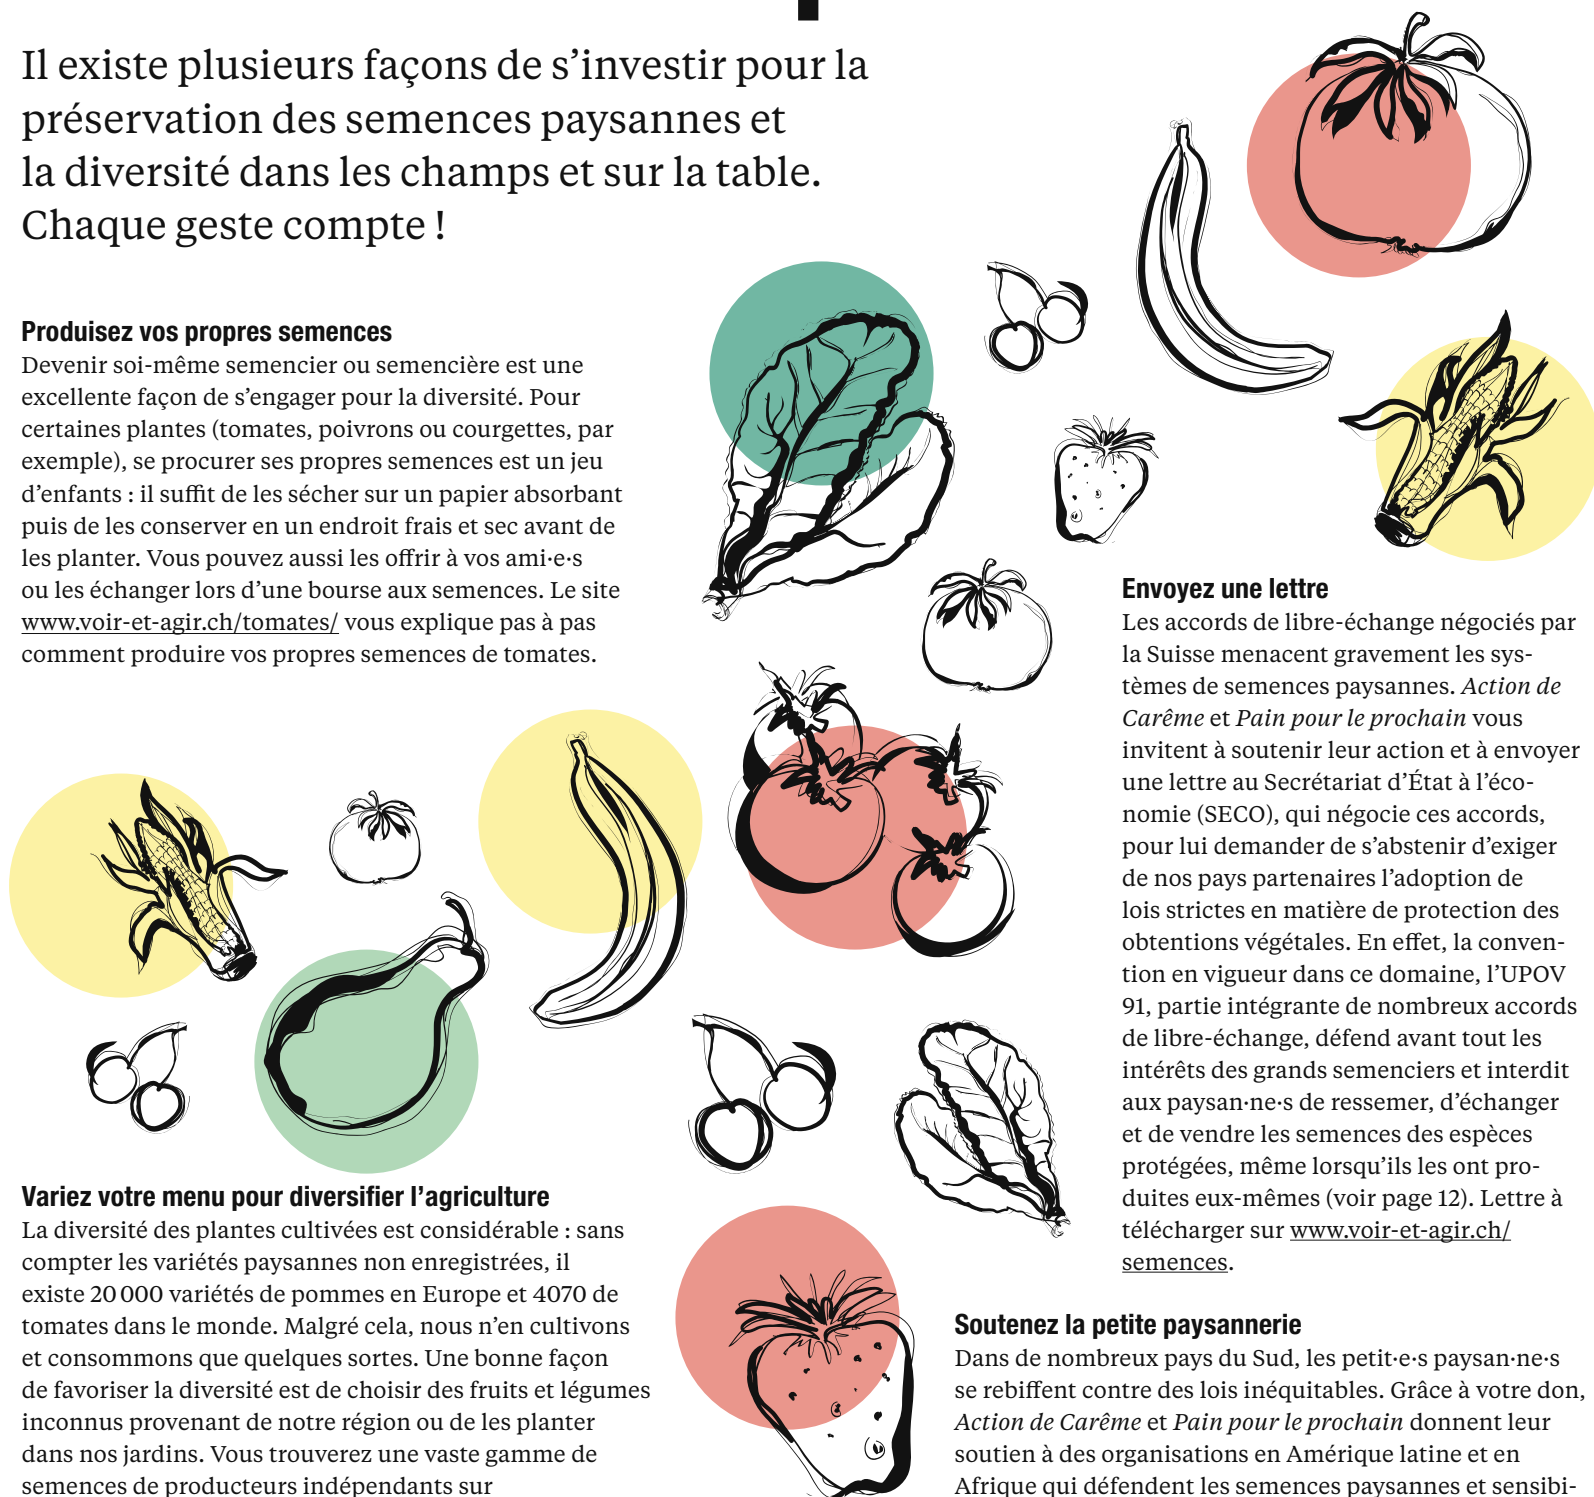 Il existe plusieurs façons de s’investir pour la
préservation des semences paysannes et
la diversité dans les champs et sur la table.
Chaque geste compte !
Produisez vos propres semences
Devenir soi-même semencier ou semencière est une
excellente façon de s’engager pour la diversité. Pour
certaines plantes (tomates, poivrons ou courgettes, par
exemple), se procurer ses propres semences est un jeu
d’enfants : il suffit de les sécher sur un papier absorbant
puis de les conserver en un endroit frais et sec avant de
les planter. Vous pouvez aussi les offrir à vos ami·e·s
ou les échanger lors d’une bourse aux semences. Le site
www.voir-et-agir.ch/tomates/ vous explique pas à pas
comment produire vos propres semences de tomates.
Variez votre menu pour diversifier l’agriculture
La diversité des plantes cultivées est considérable : sans
compter les variétés paysannes non enregistrées, il
existe 20 000 variétés de pommes en Europe et 4070 de
tomates dans le monde. Malgré cela, nous n’en cultivons
et consommons que quelques sortes. Une bonne façon
de favoriser la diversité est de choisir des fruits et légumes
inconnus provenant de notre région ou de les planter
dans nos jardins. Vous trouverez une vaste gamme de
semences de producteurs indépendants sur
Envoyez une lettre
Les accords de libre-échange négociés par
la Suisse menacent gravement les sys-
tèmes de semences paysannes. Action de
Carême et Pain pour le prochain vous
invitent à soutenir leur action et à envoyer
une lettre au Secrétariat d’État à l’éco-
nomie (SECO), qui négocie ces accords,
pour lui demander de s’abstenir d’exiger
de nos pays partenaires l’adoption de
lois strictes en matière de protection des
obtentions végétales. En effet, la conven-
tion en vigueur dans ce domaine, l’UPOV
91, partie intégrante de nombreux accords
de libre-échange, défend avant tout les
intérêts des grands semenciers et interdit
aux paysan·ne·s de ressemer, d’échanger
et de vendre les semences des espèces
protégées, même lorsqu’ils les ont pro-
duites eux-mêmes (voir page 12). Lettre à
télécharger sur www.voir-et-agir.ch/
semences.
Soutenez la petite paysannerie
Dans de nombreux pays du Sud, les petit·e·s paysan·ne·s
se rebiffent contre des lois inéquitables. Grâce à votre don,
Action de Carême et Pain pour le prochain donnent leur
soutien à des organisations en Amérique latine et en
Afrique qui défendent les semences paysannes et sensibi-